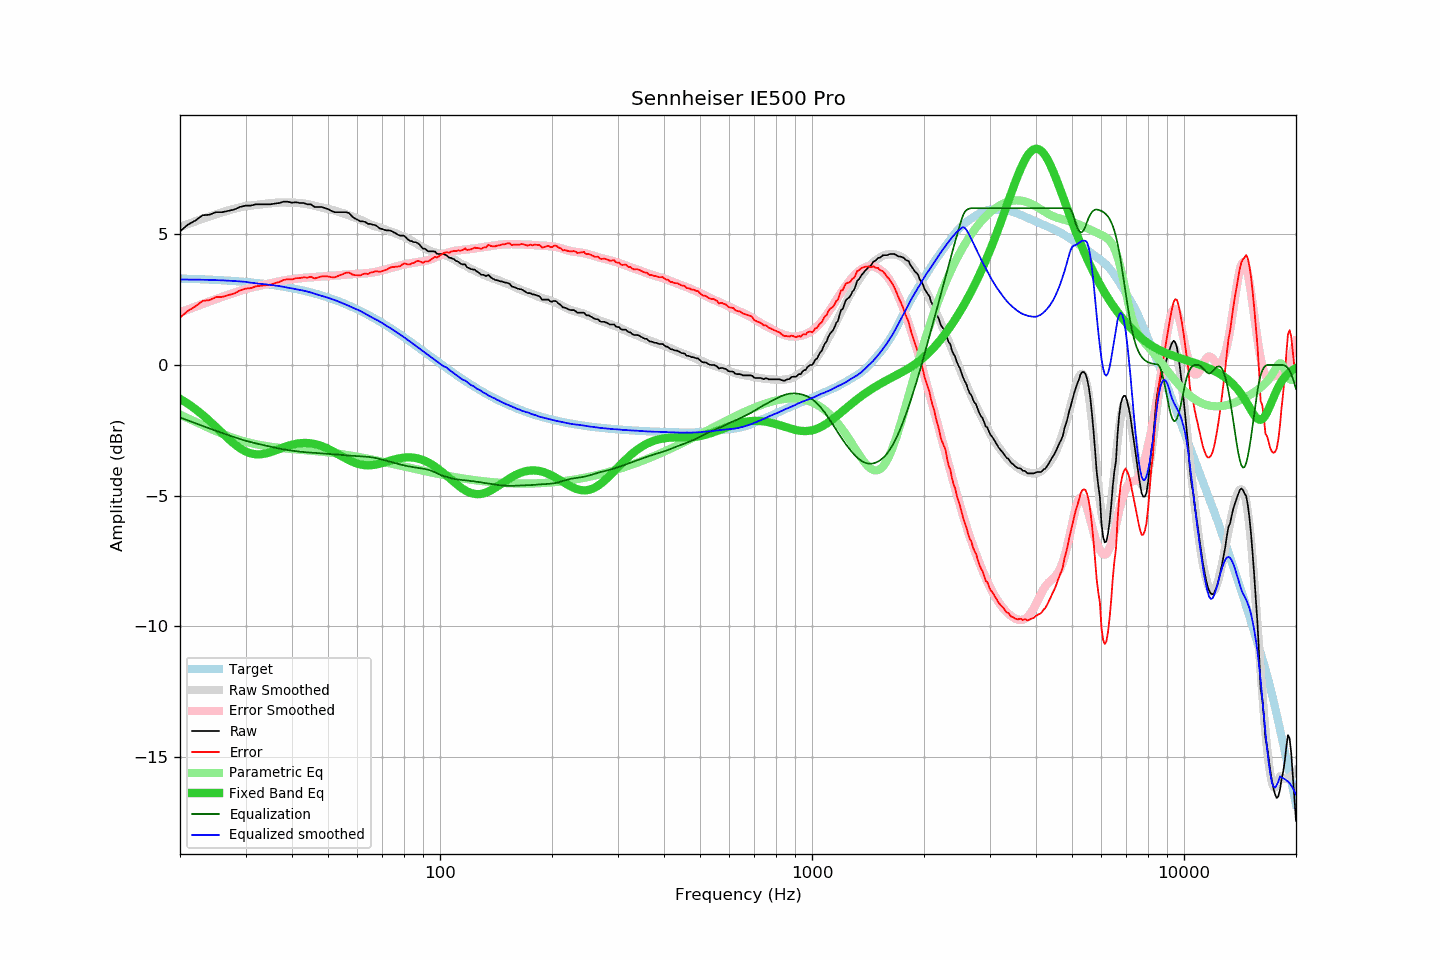 Sennheiser IE500 Pro
Amplitude (dBr)
5
0
−5
−10
−15
Target
Raw Smoothed
Error Smoothed
Raw
Error
Parametric Eq
Fixed Band Eq
Equalization
Equalized smoothed
100
1000
10000
Frequency (Hz)